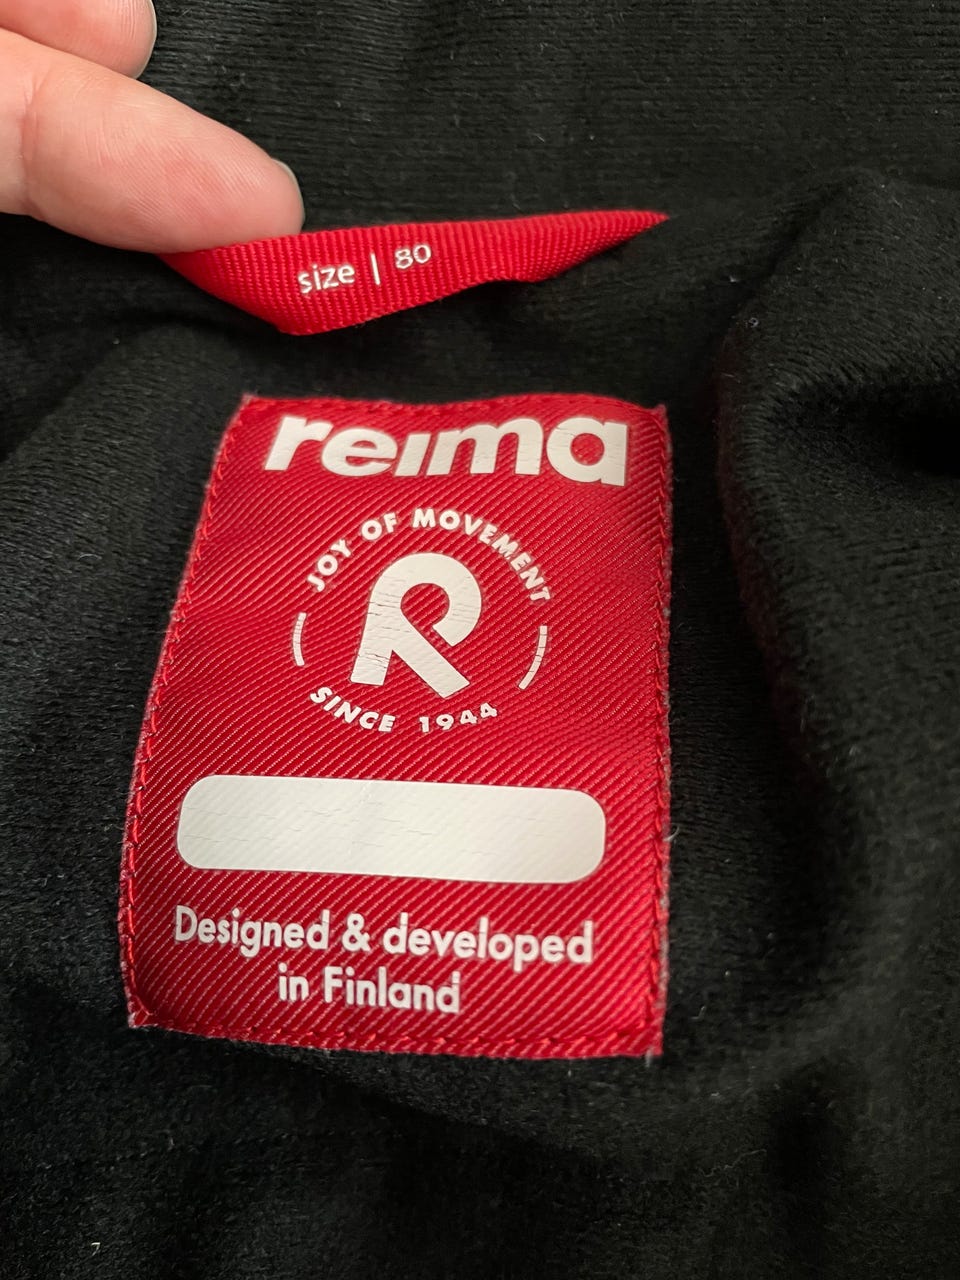 size | 80
reima
JOY OF MOVEMENT
R
SINCE 1944
Designed & developed
in Finland